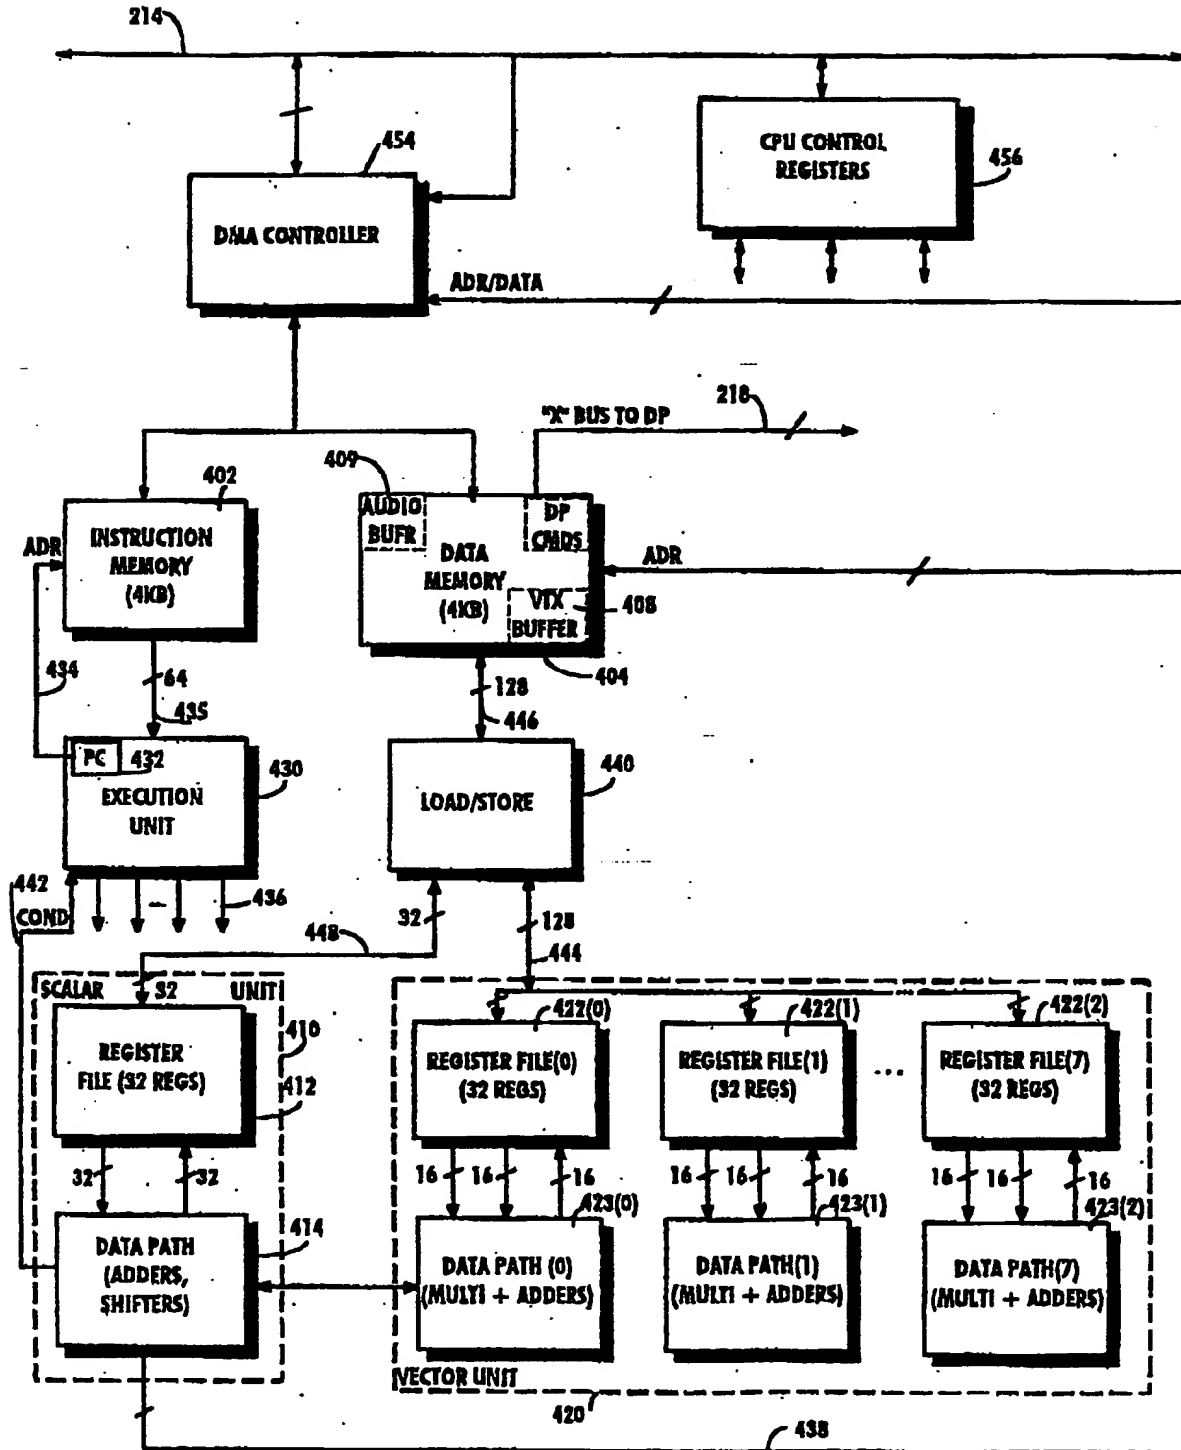 214
454
CPU CONTROL
REGISTERS
456
DMA CONTROLLER
ADR/DATA
218
"X" BUS TO DP
409
402
AUDIO
BUFR
DP
CMDS
ADR
INSTRUCTION
MEMORY
(4KB)
DATA
MEMORY
(4KB)
ADR
VTX
BUFFER
408
434
64
435
128
446
404
PC
432
EXECUTION
UNIT
430
LOAD/STORE
440
442
COND
436
448
32
128
444
SCALAR
32
UNIT
410
REGISTER
FILE (32 REGS)
412
422(0)
REGISTER FILE(0)
(32 REGS)
422(1)
REGISTER FILE(1)
(32 REGS)
...
422(2)
REGISTER FILE(7)
(32 REGS)
32
32
16
16
16
16
16
16
16
16
16
423(0)
423(1)
423(2)
DATA PATH
(ADDERS,
SHIFTERS)
414
DATA PATH (0)
(MULTI + ADDERS)
DATA PATH(1)
(MULTI + ADDERS)
DATA PATH(7)
(MULTI + ADDERS)
VECTOR UNIT
420
438